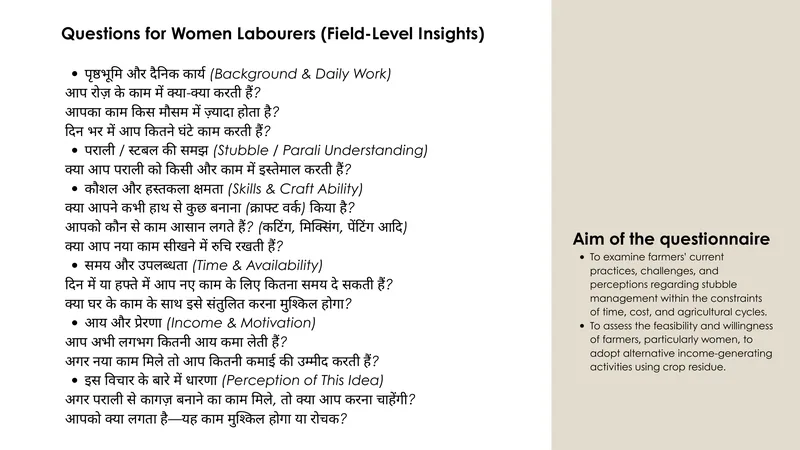 Questions for Women Labourers (Field-Level Insights)
• पृष्ठभूमि और दैनिक कार्य (Background & Daily Work)
आप रोज़ के काम में क्या-क्या करती हैं?
आपका काम किस मौसम में ज़्यादा होता है?
दिन भर में आप कितने घंटे काम करती हैं?
• पराली / स्टबल की समझ (Stubble / Parali Understanding)
क्या आप पराली को किसी और काम में इस्तेमाल करती हैं?
• कौशल और हस्तकला क्षमता (Skills & Craft Ability)
क्या आपने कभी हाथ से कुछ बनाना (क्राफ्ट वर्क) किया है?
आपको कौन से काम आसान लगते हैं? (कटिंग, मिक्सिंग, पेंटिंग आदि)
क्या आप नया काम सीखने में रुचि रखती हैं?
• समय और उपलब्धता (Time & Availability)
दिन में या हफ्ते में आप नए काम के लिए कितना समय दे सकती हैं?
क्या घर के काम के साथ इसे संतुलित करना मुश्किल होगा?
• आय और प्रेरणा (Income & Motivation)
आप अभी लगभग कितनी आय कमा लेती हैं?
अगर नया काम मिले तो आप कितनी कमाई की उम्मीद करती हैं?
• इस विचार के बारे में धारणा (Perception of This Idea)
अगर पराली से कागज़ बनाने का काम मिले, तो क्या आप करना चाहेंगी?
आपको क्या लगता है—यह काम मुश्किल होगा या रोचक?
Aim of the questionnaire
• To examine farmers' current
practices, challenges, and
perceptions regarding stubble
management within the constraints
of time, cost, and agricultural cycles.
• To assess the feasibility and willingness
of farmers, particularly women, to
adopt alternative income-generating
activities using crop residue.